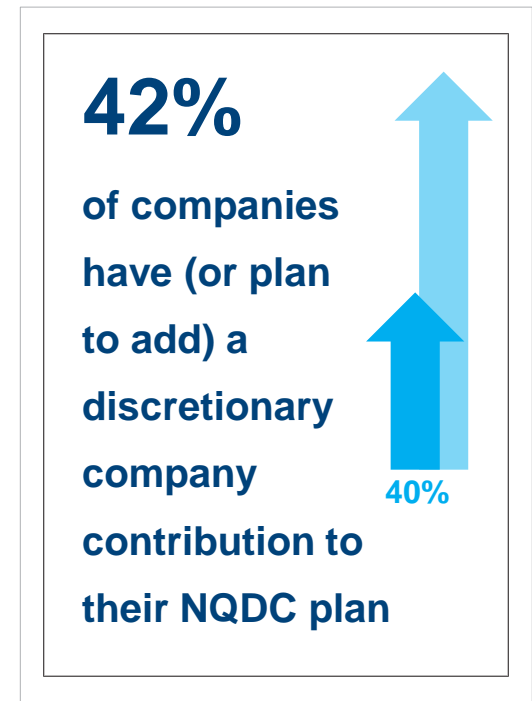 42%
of companies
have (or plan
to add) a
discretionary
company
40%
contribution to
their NQDC plan